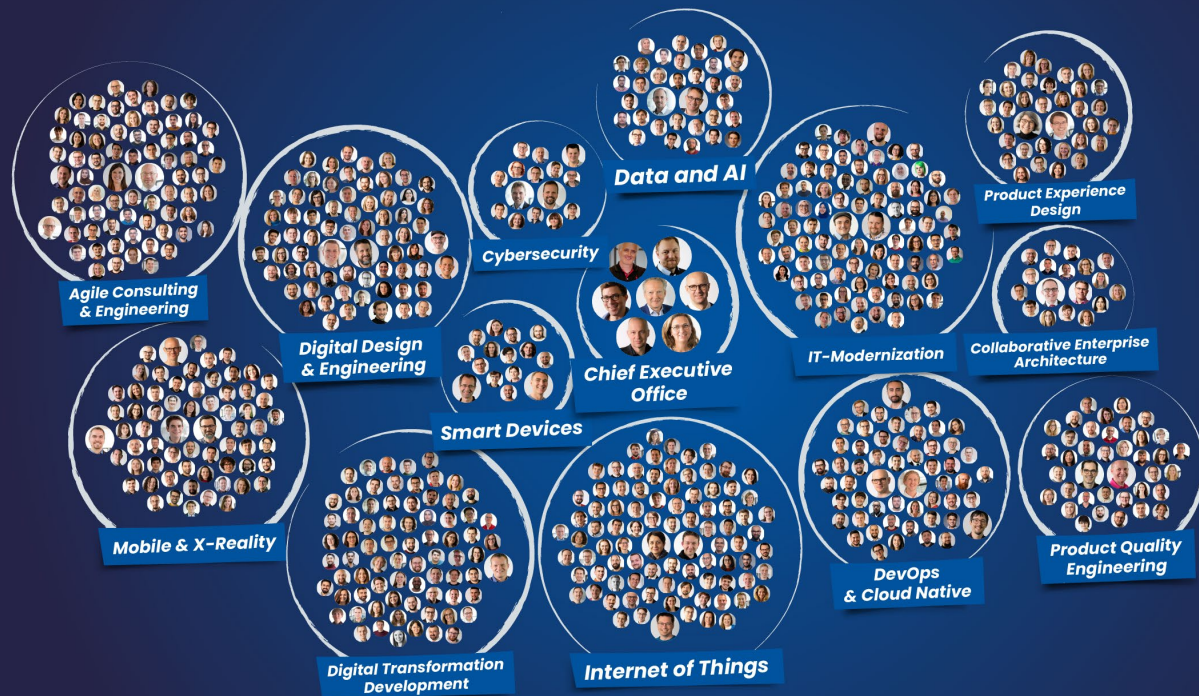 Data and AI
Product Experience
Design
Cybersecurity
Agile Consulting
& Engineering
Digital Design
& Engineering
Chief Executive
Office
IT-Modernization
Collaborative Enterprise
Architecture
Smart Devices
Mobile & X-Reality
Product Quality
Engineering
DevOps
& Cloud Native
Digital Transformation
Development
Internet of Things